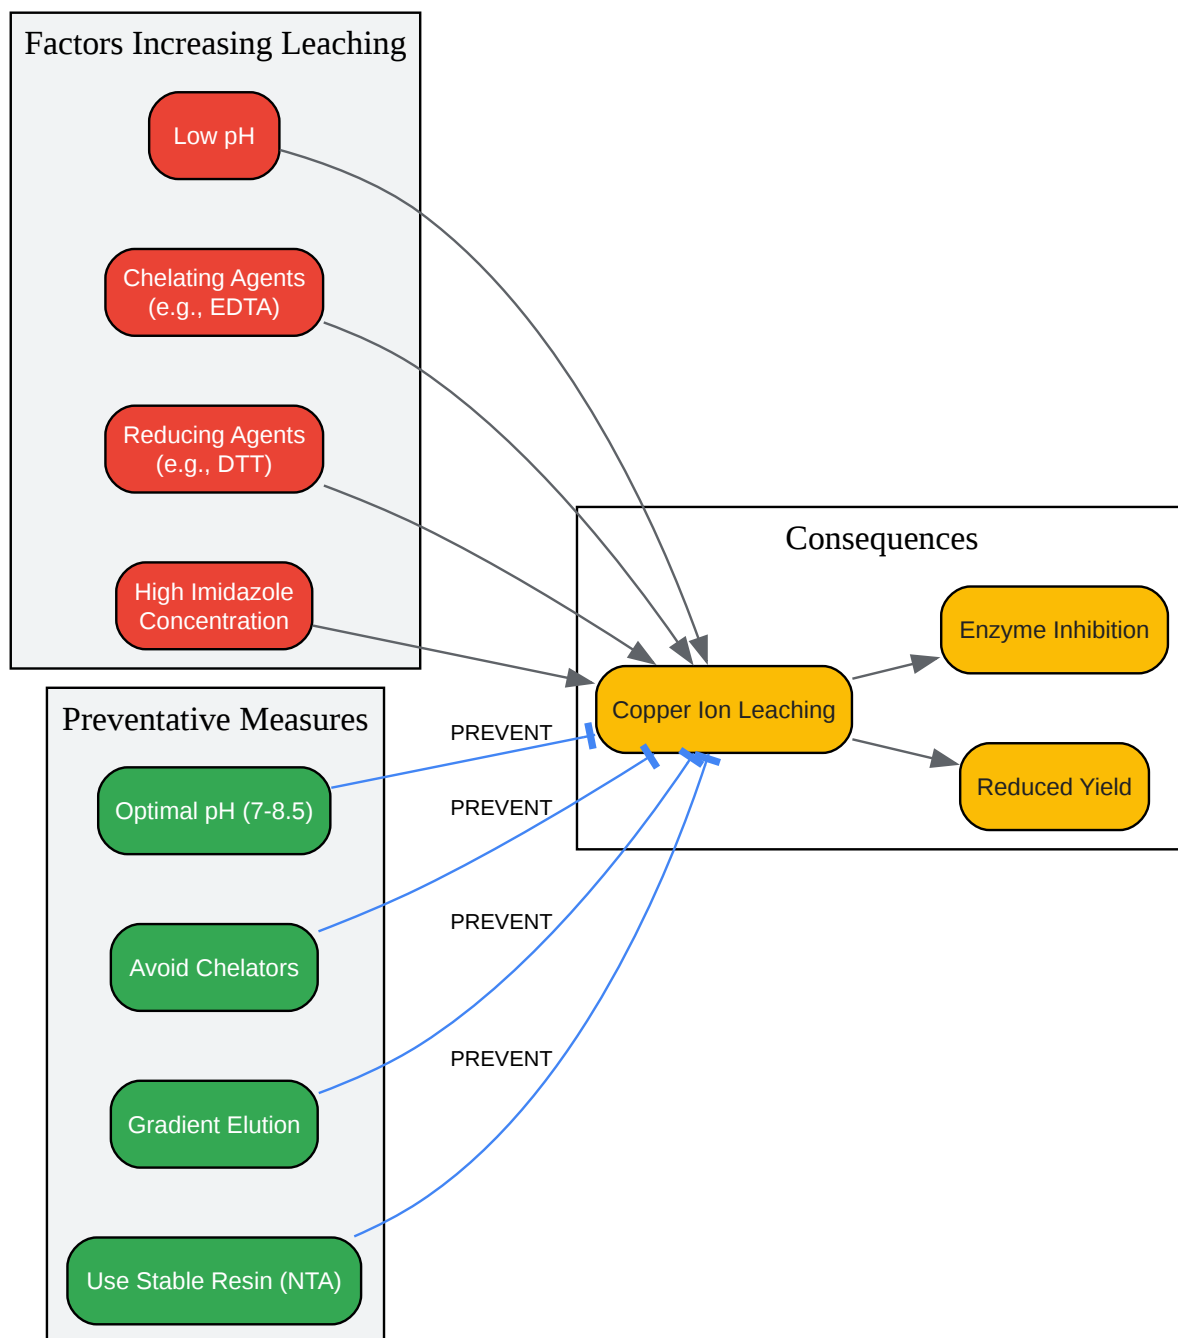 Factors Increasing Leaching
Low pH
Chelating Agents
(e.g., EDTA)
Reducing Agents
(e.g., DTT)
High Imidazole
Concentration
Consequences
Enzyme Inhibition
Copper Ion Leaching
Reduced Yield
Preventative Measures
PREVENT
Optimal pH (7-8.5)
PREVENT
Avoid Chelators
PREVENT
Gradient Elution
PREVENT
Use Stable Resin (NTA)